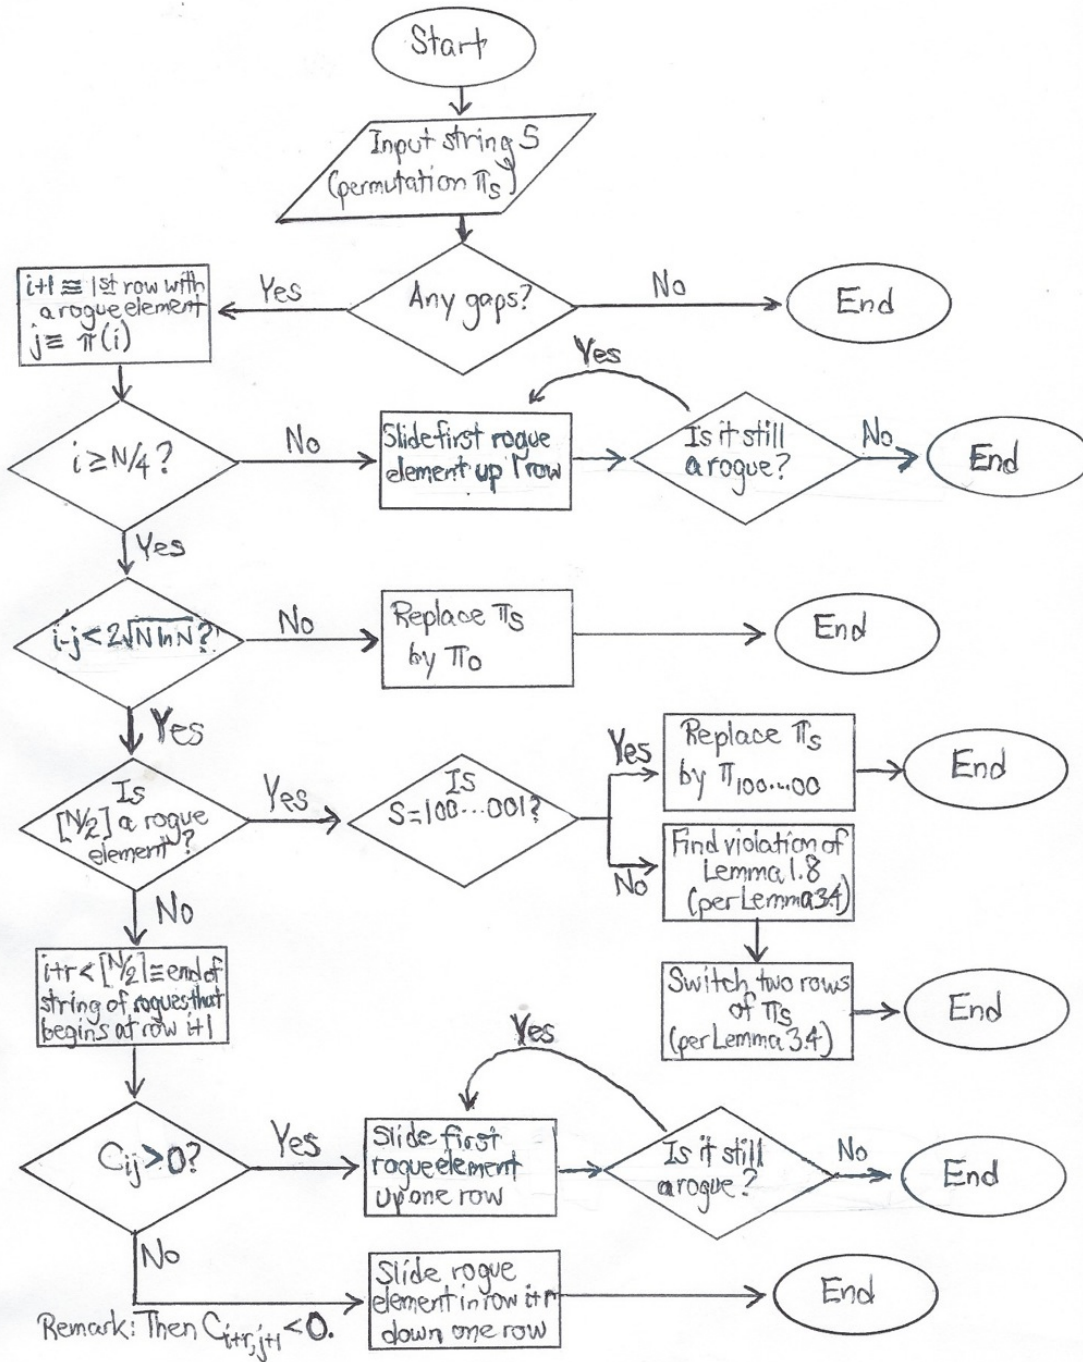 Start
Input string S
(permutation πs)
Any gaps?
Yes
No
End
i+1 ≡ 1st row with
a rogue element
j ≡ π(i)
i ≥ N/4?
No
Slide first rogue
element up 1 row
Yes
Is it still
a rogue?
No
End
Yes
i-j < 2√N ln N?
No
Replace πs
by π0
End
Yes
Is
[N/2] a rogue
element?
Yes
Is
S=100...001?
Yes
Replace πs
by π100....00
End
No
Find violation of
Lemma 1.8
(per Lemma 3.4)
Switch two rows
of πs
(per Lemma 3.4)
End
No
i+r < [N/2] ≡ end of
string of rogues that
begins at row i+1
Cij > 0?
Yes
Slide first
rogue element
up one row
Yes
Is it still
a rogue?
No
End
No
Remark: Then Ci+r,j+1 < 0.
Slide rogue
element in row i+r
down one row
End